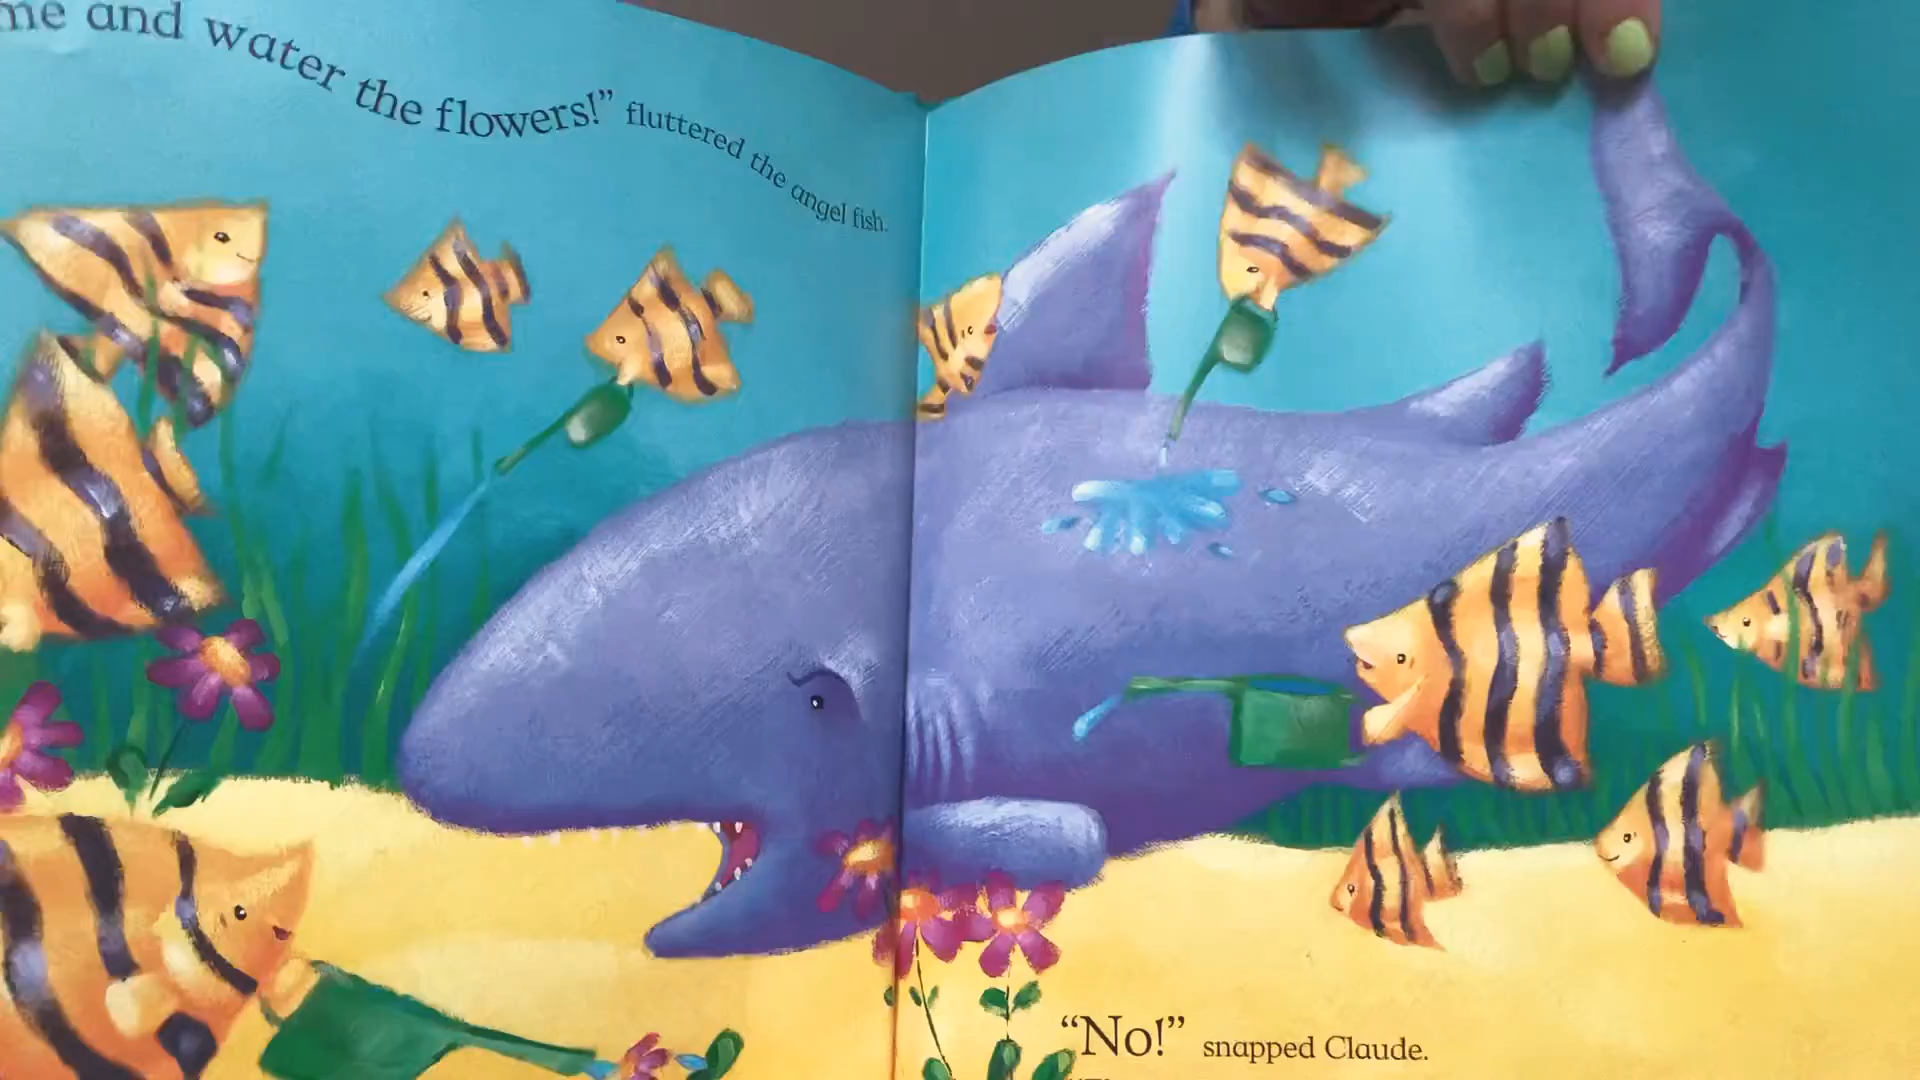 me and water the flowers!” fluttered the angel fish.
“No!” snapped Claude.